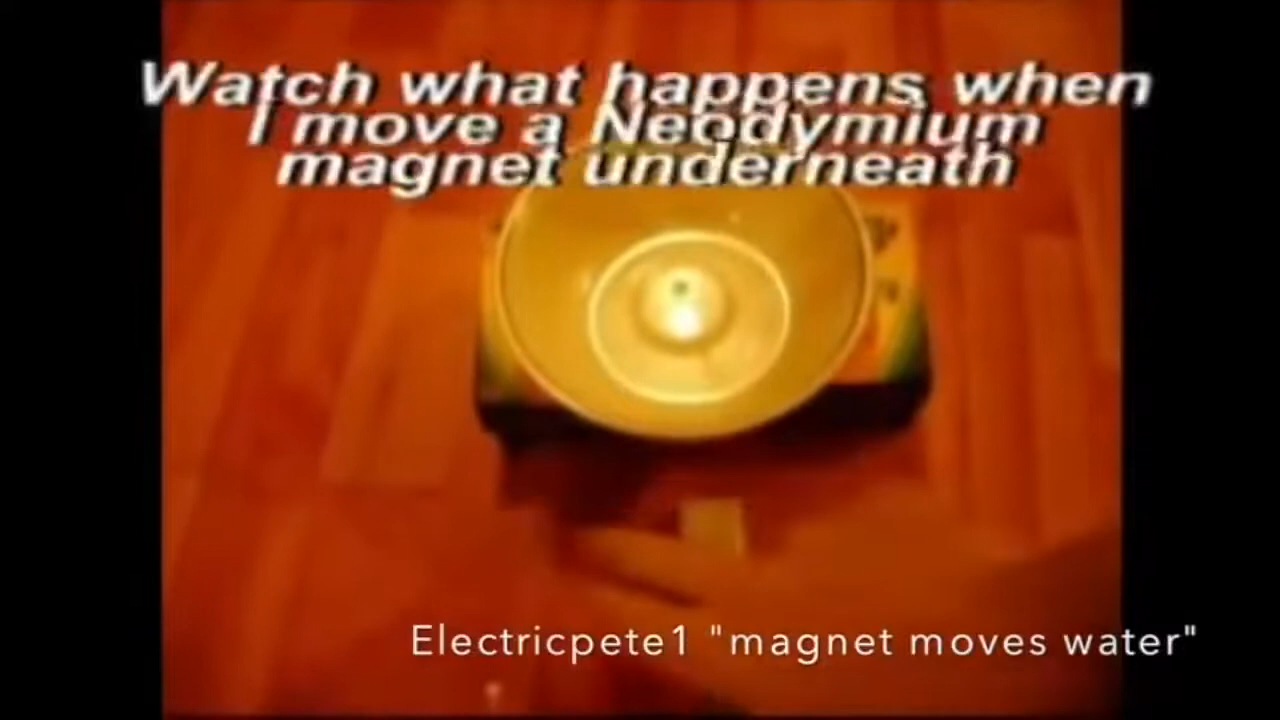 Watch what happens when
I move a Neodymium
magnet underneath
Electricpete1 "magnet moves water"